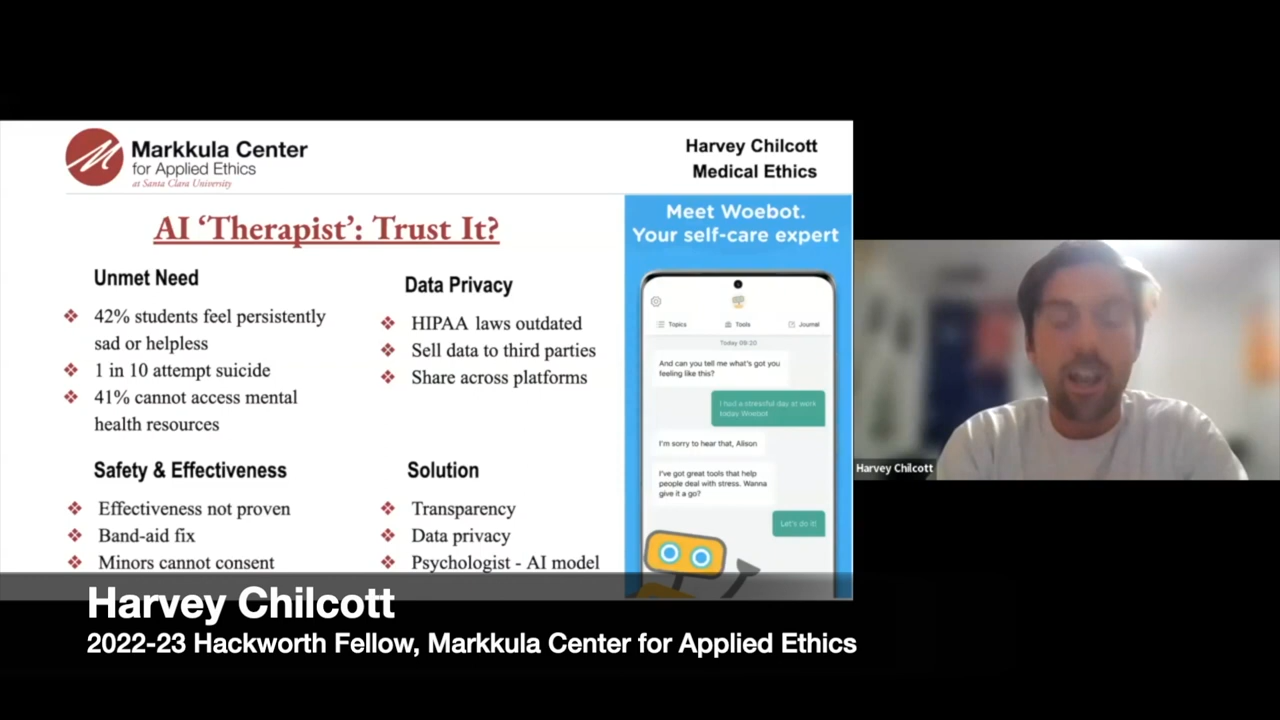 Markkula Center
for Applied Ethics
at Santa Clara University
Harvey Chilcott
Medical Ethics
AI ‘Therapist’: Trust It?
Unmet Need
42% students feel persistently
sad or helpless
1 in 10 attempt suicide
41% cannot access mental
health resources
Data Privacy
HIPAA laws outdated
Sell data to third parties
Share across platforms
Safety & Effectiveness
Effectiveness not proven
Band-aid fix
Minors cannot consent
Solution
Transparency
Data privacy
Psychologist - AI model
Meet Woebot.
Your self-care expert
Topics
Tools
Journal
Today 09:20
And can you tell me what's got you
feeling like this?
I had a stressful day at work
today Woebot
I'm sorry to hear that, Alison
I've got great tools that help
people deal with stress. Wanna
give it a go?
Let's do it!
Harvey Chilcott
Harvey Chilcott
2022-23 Hackworth Fellow, Markkula Center for Applied Ethics